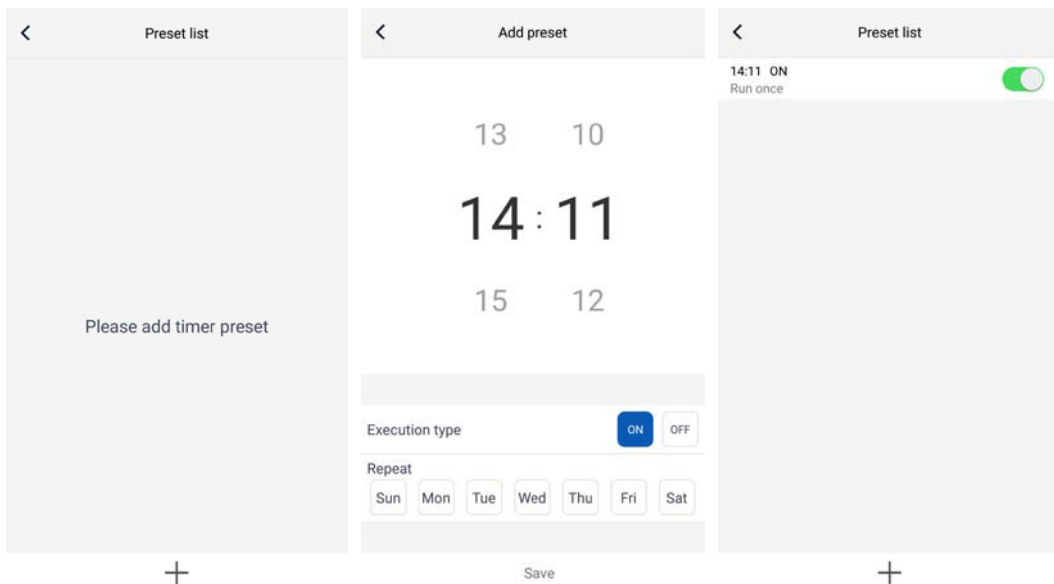 Preset list
Please add timer preset
Add preset
13 10
14 : 11
15 12
Execution type ON OFF
Repeat
Sun Mon Tue Wed Thu Fri Sat
Save
Preset list
14:11 ON
Run once